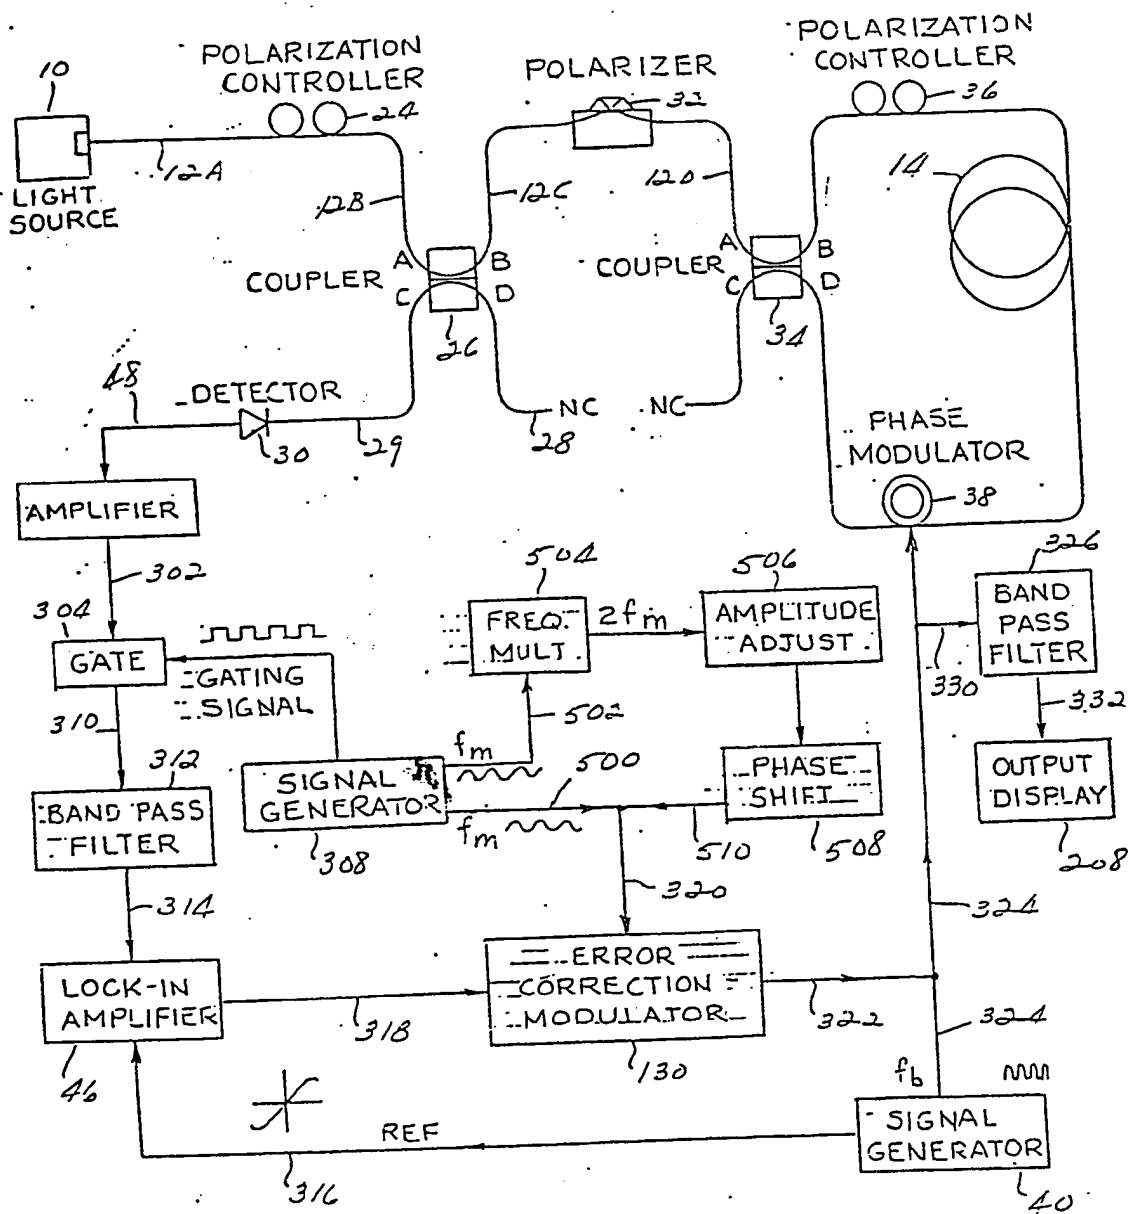 POLARIZATION
CONTROLLER
24
10
LIGHT
SOURCE
12A
12B
POLARIZER
32
12C
12D
POLARIZATION
CONTROLLER
36
14
A
B
COUPLER
C
D
26
A
B
COUPLER
C
D
34
48
DETECTOR
30
29
NC
28
NC
PHASE
MODULATOR
38
AMPLIFIER
302
304
GATE
GATING
SIGNAL
310
312
BAND PASS
FILTER
314
504
FREQ.
MULT.
2fm
506
AMPLITUDE
ADJUST.
502
fm
500
SIGNAL
GENERATOR
fm
308
PHASE
SHIFT
510
508
320
326
BAND
PASS
FILTER
330
332
OUTPUT
DISPLAY
208
324
LOCK-IN
AMPLIFIER
46
318
ERROR
CORRECTION
MODULATOR
130
322
324
fb
SIGNAL
GENERATOR
40
REF
316